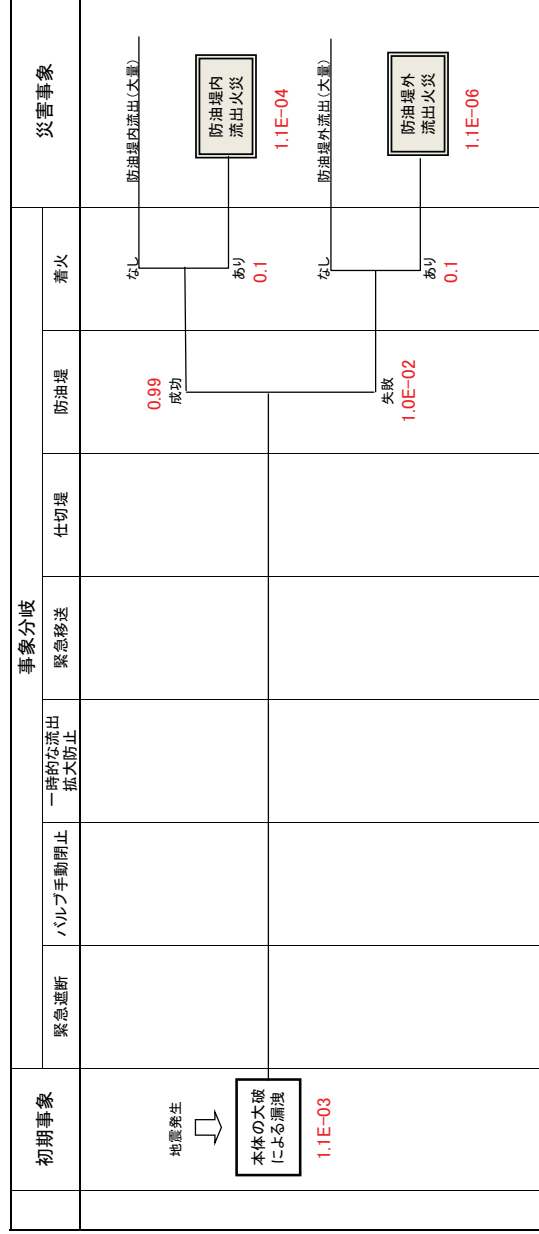 初期事象
事象分岐
災害事象
緊急遮断
バルブ手動閉止
一時的な流出
拡大防止
緊急移送
仕切堤
防油堤
着火
地震発生
本体の大破
による漏洩
1.1E-03
0.99
成功
失敗
1.0E-02
なし
あり
0.1
なし
あり
0.1
防油堤内流出(大量)
防油堤内
流出火災
1.1E-04
防油堤外流出(大量)
防油堤外
流出火災
1.1E-06